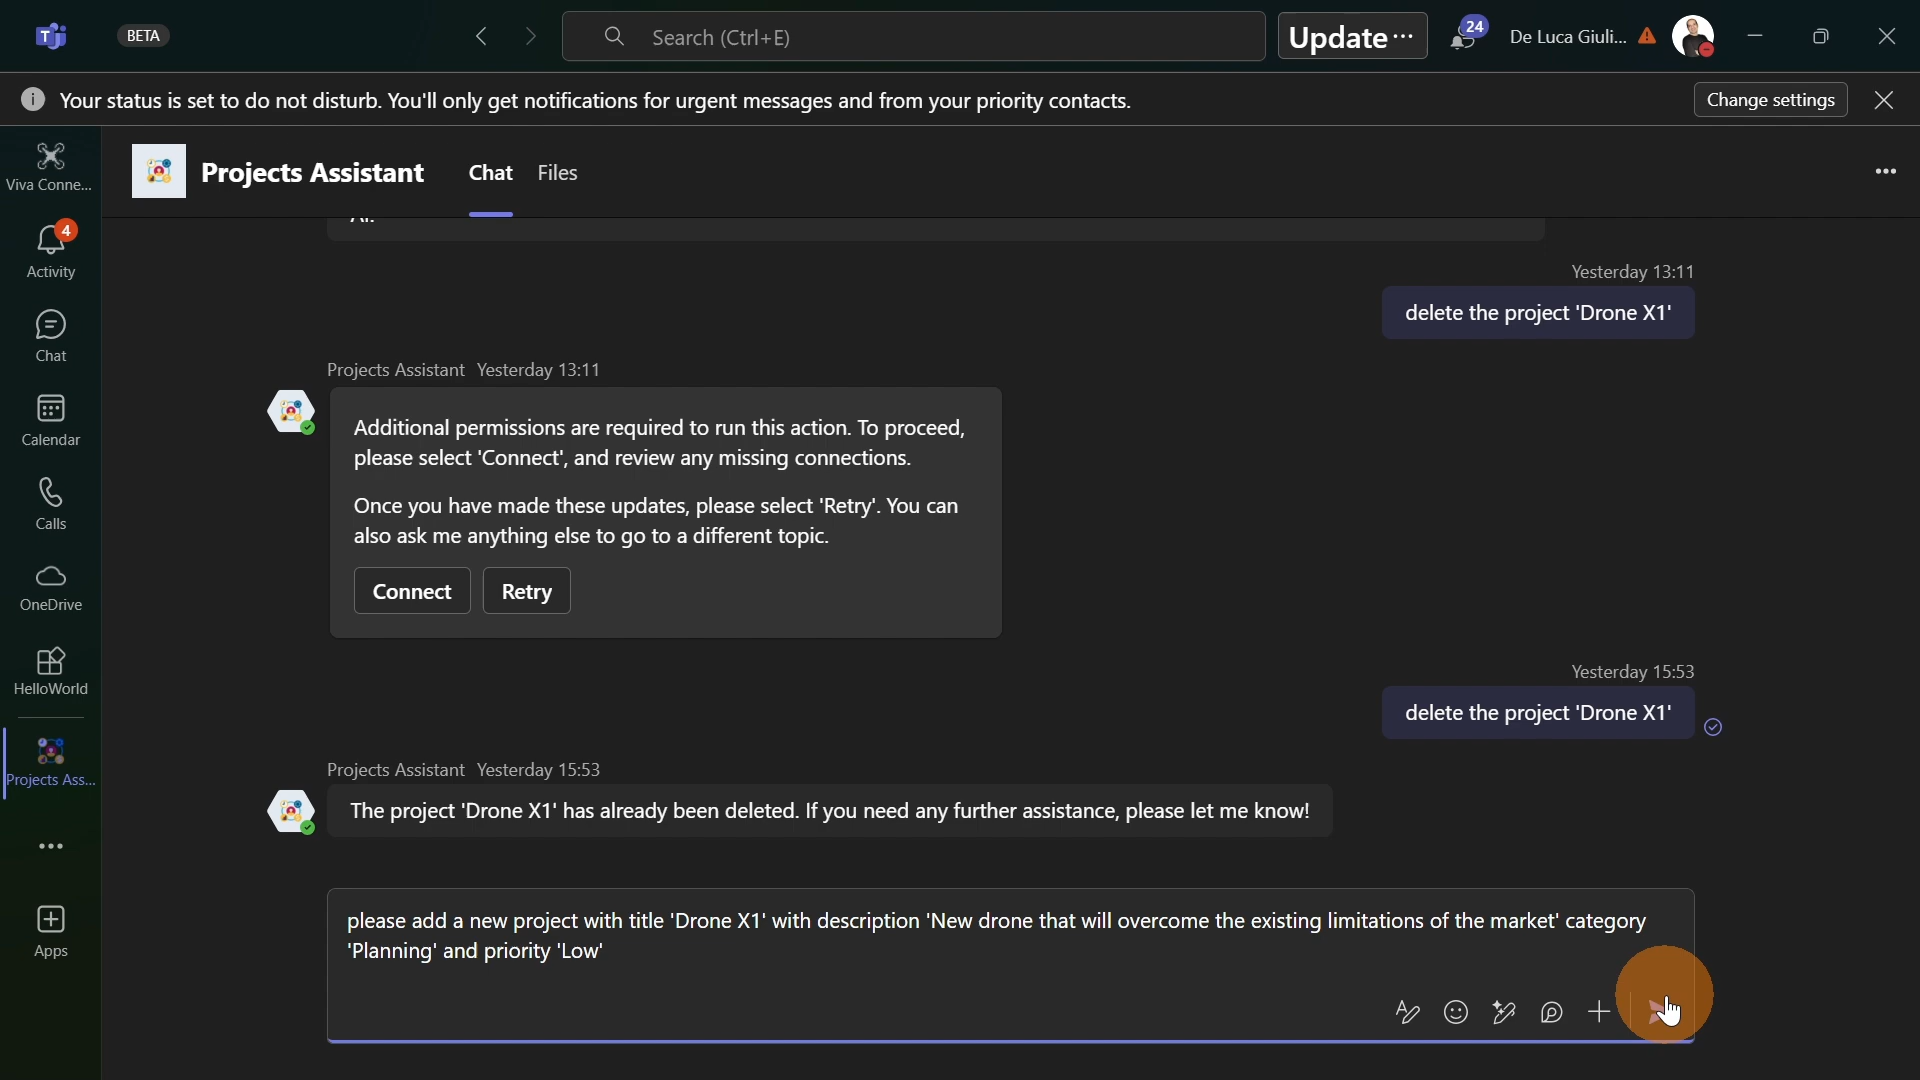 BETA
Search (Ctrl+E)
Update ...
24
De Luca Giuli...
Your status is set to do not disturb. You'll only get notifications for urgent messages and from your priority contacts.
Change settings
Viva Conne...
4
Activity
Chat
Calendar
Calls
OneDrive
HelloWorld
Projects Ass...
Apps
Projects Assistant
Chat
Files
Yesterday 13:11
delete the project 'Drone X1'
Projects Assistant Yesterday 13:11
Additional permissions are required to run this action. To proceed,
please select 'Connect', and review any missing connections.
Once you have made these updates, please select 'Retry'. You can
also ask me anything else to go to a different topic.
Connect
Retry
Yesterday 15:53
delete the project 'Drone X1'
Projects Assistant Yesterday 15:53
The project 'Drone X1' has already been deleted. If you need any further assistance, please let me know!
please add a new project with title 'Drone X1' with description 'New drone that will overcome the existing limitations of the market' category
'Planning' and priority 'Low'